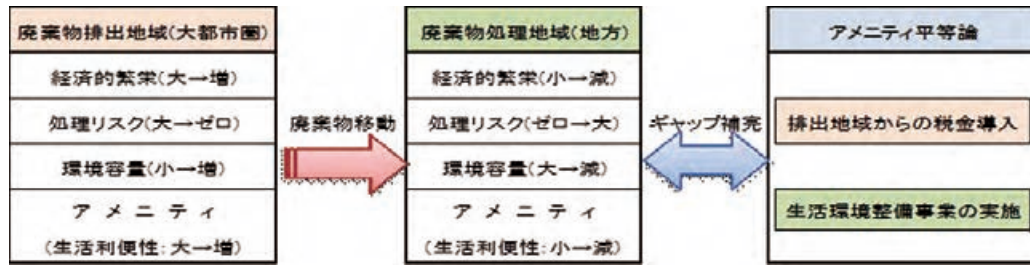 廃棄物排出地域(大都市圏)
経済的繁栄(大→増)
処理リスク(大→ゼロ)
環境容量(小→増)
アメニティ
(生活利便性:大→増)
廃棄物移動
廃棄物処理地域(地方)
経済的繁栄(小→減)
処理リスク(ゼロ→大)
環境容量(大→減)
アメニティ
(生活利便性:小→減)
ギャップ補充
アメニティ平等論
排出地域からの税金導入
生活環境整備事業の実施